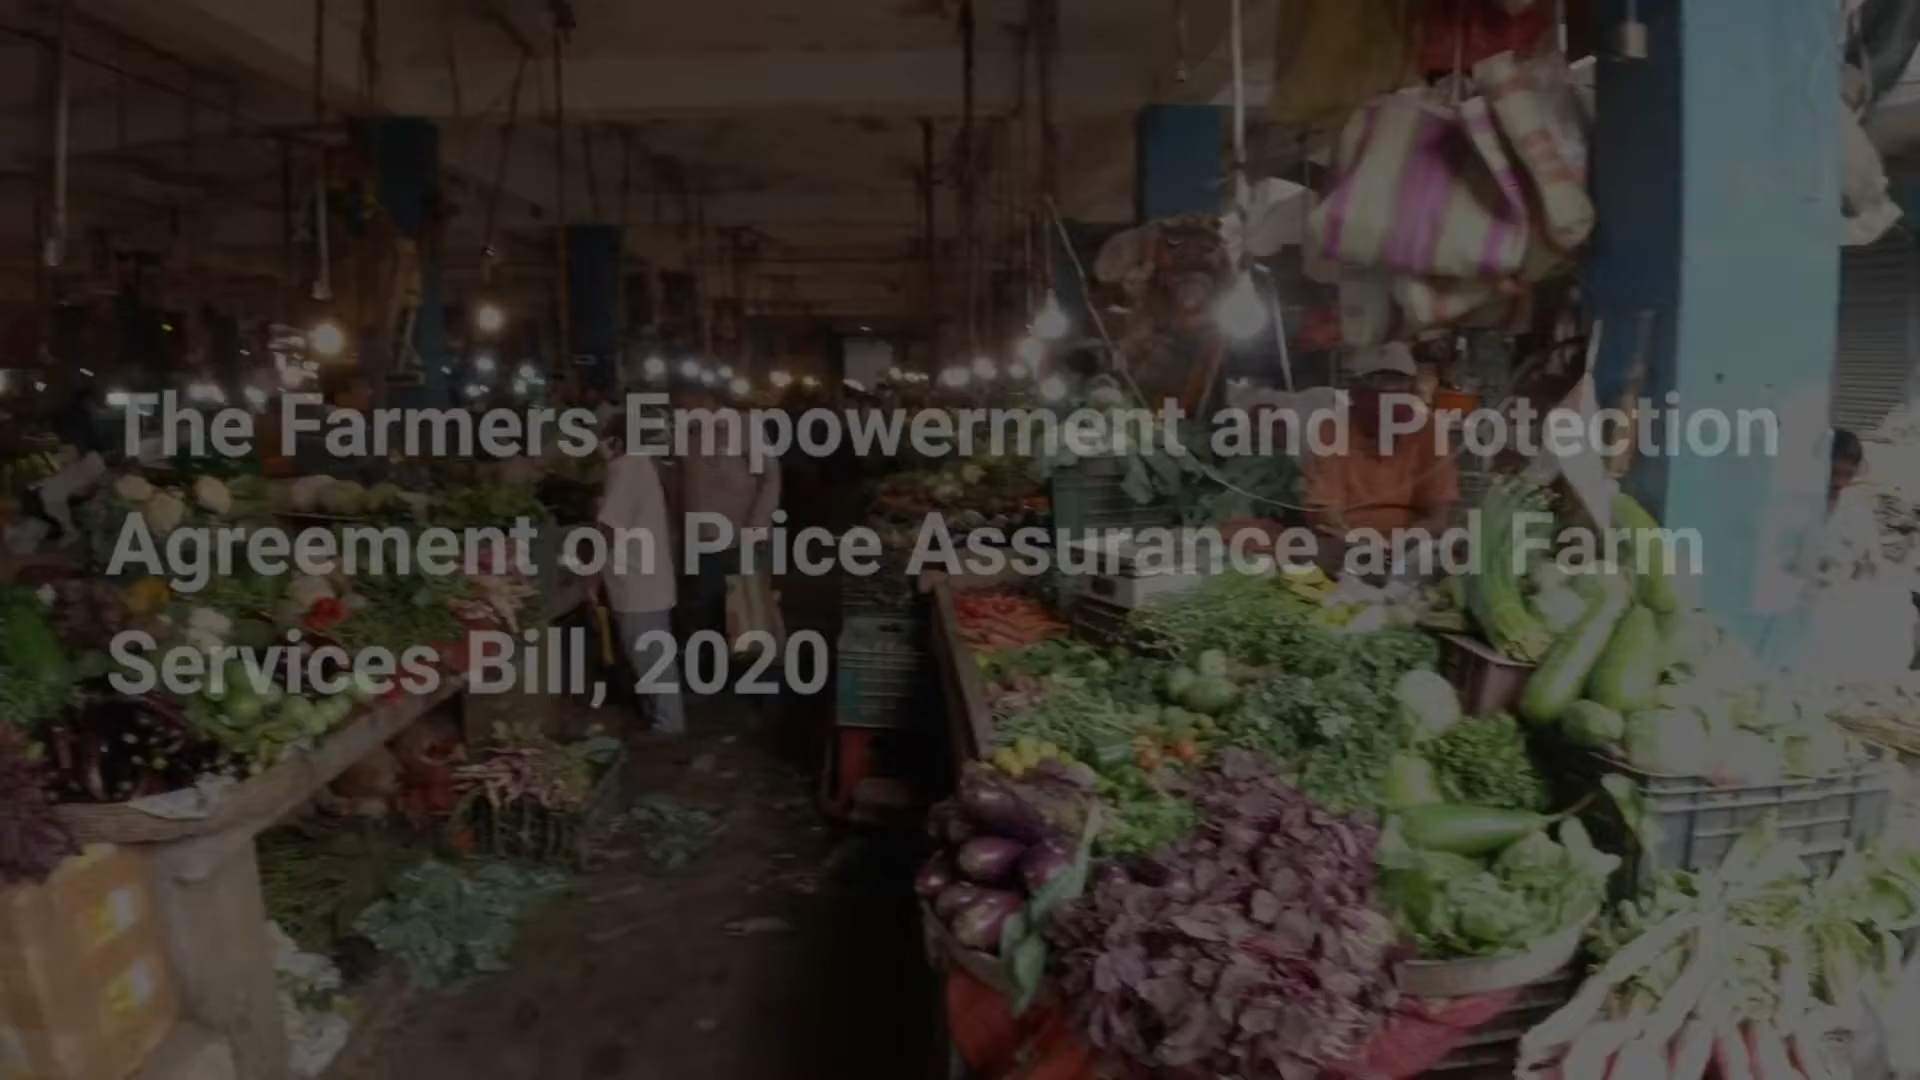 The Farmers Empowerment and Protection
Agreement on Price Assurance and Farm
Services Bill, 2020